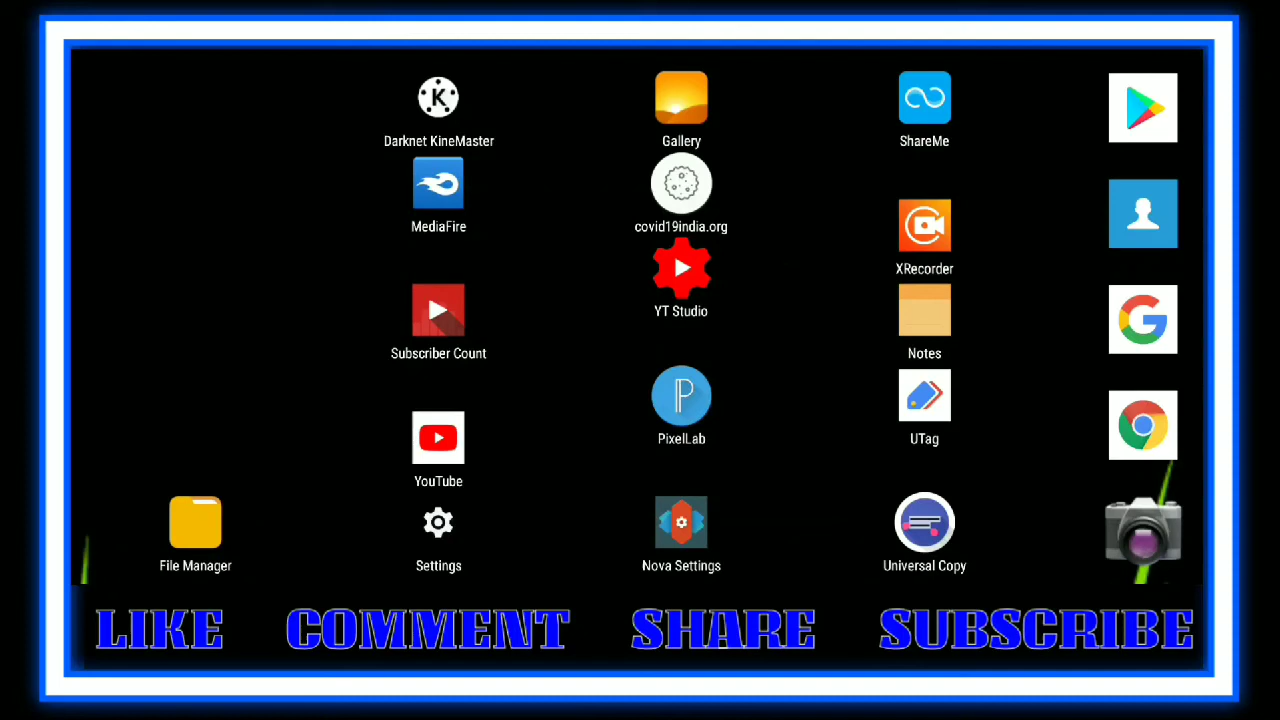 Darknet KineMaster
Gallery
ShareMe
MediaFire
covid19india.org
XRecorder
YT Studio
Subscriber Count
Notes
PixelLab
UTag
YouTube
File Manager
Settings
Nova Settings
Universal Copy
LIKE COMMENT SHARE SUBSCRIBE